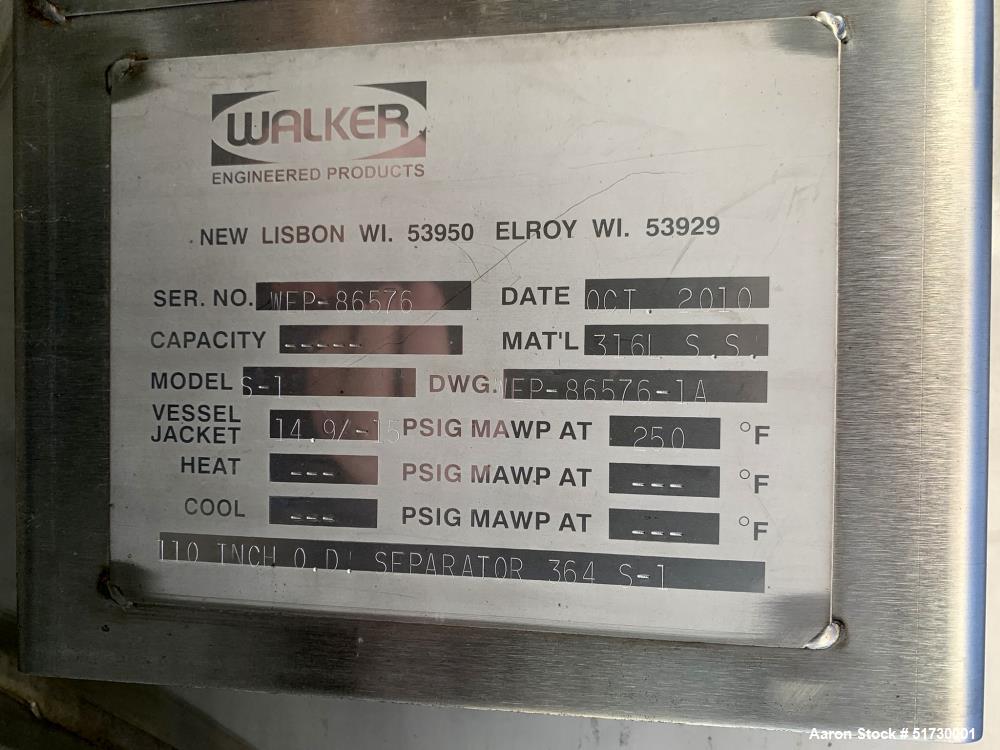 WALKER
ENGINEERED PRODUCTS
NEW LISBON WI. 53950 ELROY WI. 53929
SER. NO. WEP-86576 DATE OCT. 2010
CAPACITY ----- MAT'L 316L S.S.
MODEL S-1 DWG. WEP-86576-1A
VESSEL
JACKET 14.9/-15 PSIG MAWP AT 250 °F
HEAT --- PSIG MAWP AT --- °F
COOL --- PSIG MAWP AT --- °F
110 INCH O.D. SEPARATOR 364 S-1
Aaron Stock # 51730001